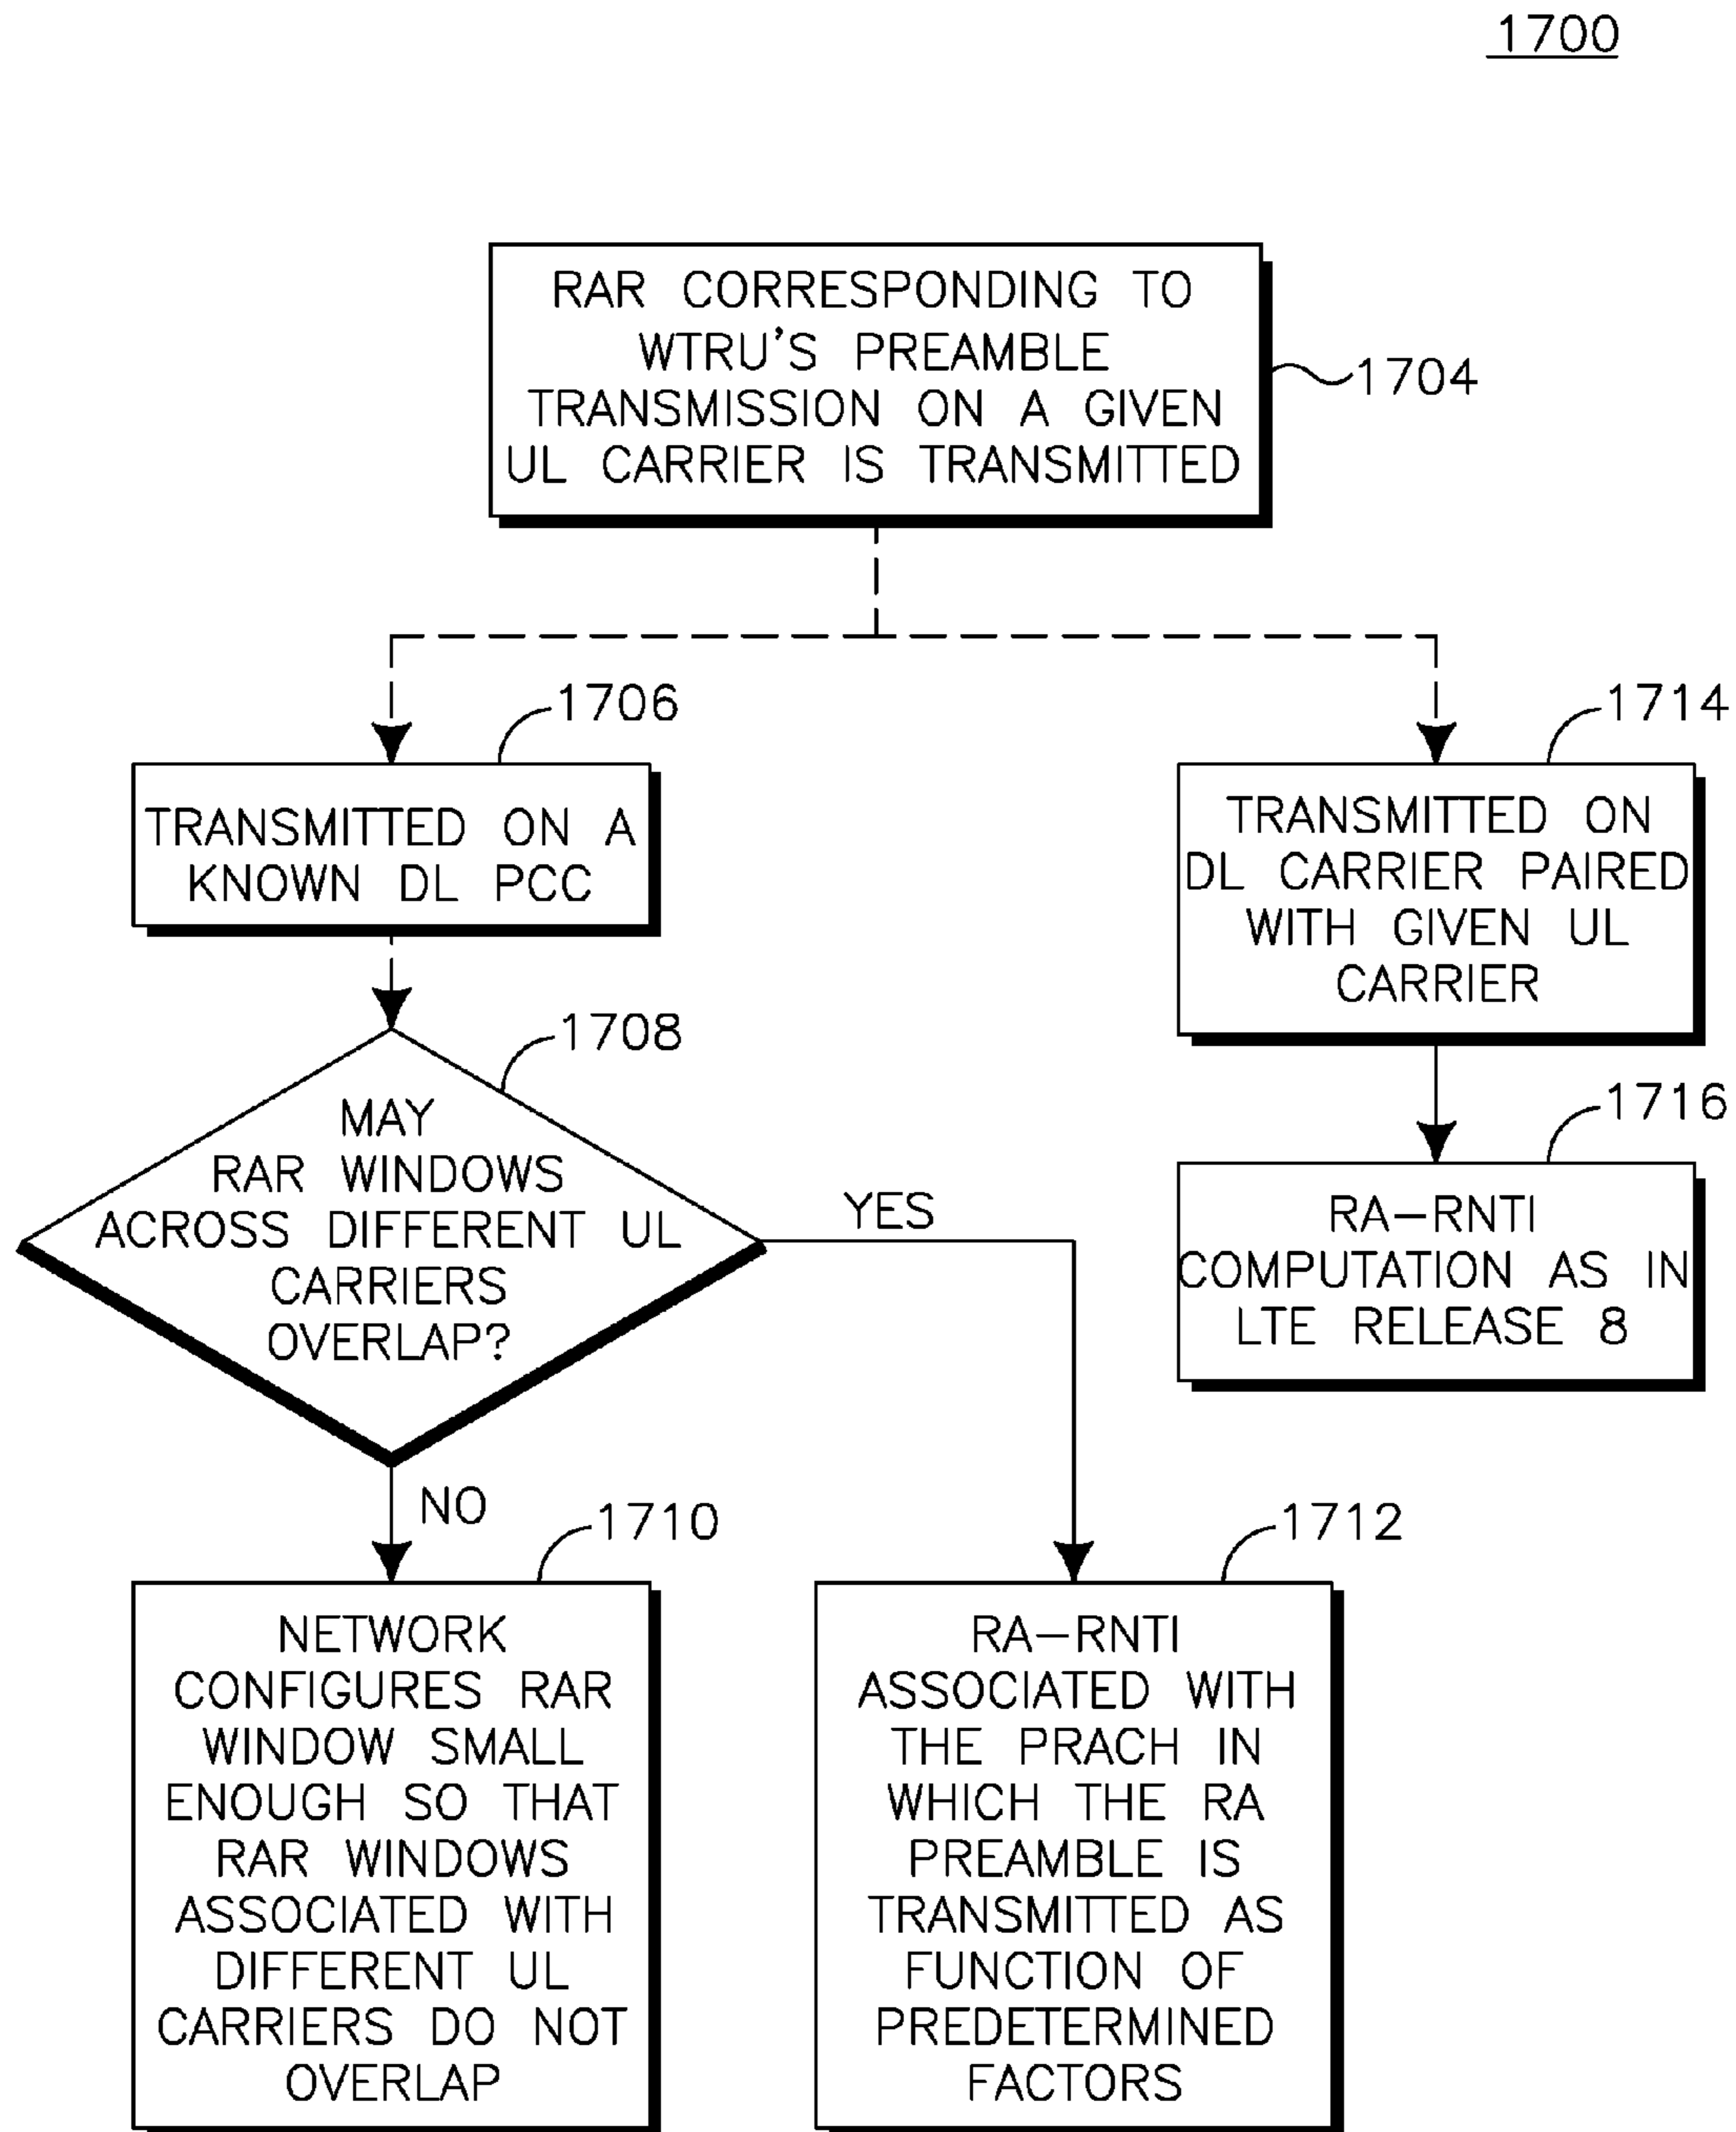 1700
RAR CORRESPONDING TO
WTRU'S PREAMBLE
TRANSMISSION ON A GIVEN
UL CARRIER IS TRANSMITTED
1704
1706
TRANSMITTED ON A
KNOWN DL PCC
1714
TRANSMITTED ON
DL CARRIER PAIRED
WITH GIVEN UL
CARRIER
1708
MAY
RAR WINDOWS
ACROSS DIFFERENT UL
CARRIERS
OVERLAP?
YES
NO
1716
RA-RNTI
COMPUTATION AS IN
LTE RELEASE 8
1710
NETWORK
CONFIGURES RAR
WINDOW SMALL
ENOUGH SO THAT
RAR WINDOWS
ASSOCIATED WITH
DIFFERENT UL
CARRIERS DO NOT
OVERLAP
1712
RA-RNTI
ASSOCIATED WITH
THE PRACH IN
WHICH THE RA
PREAMBLE IS
TRANSMITTED AS
FUNCTION OF
PREDETERMINED
FACTORS